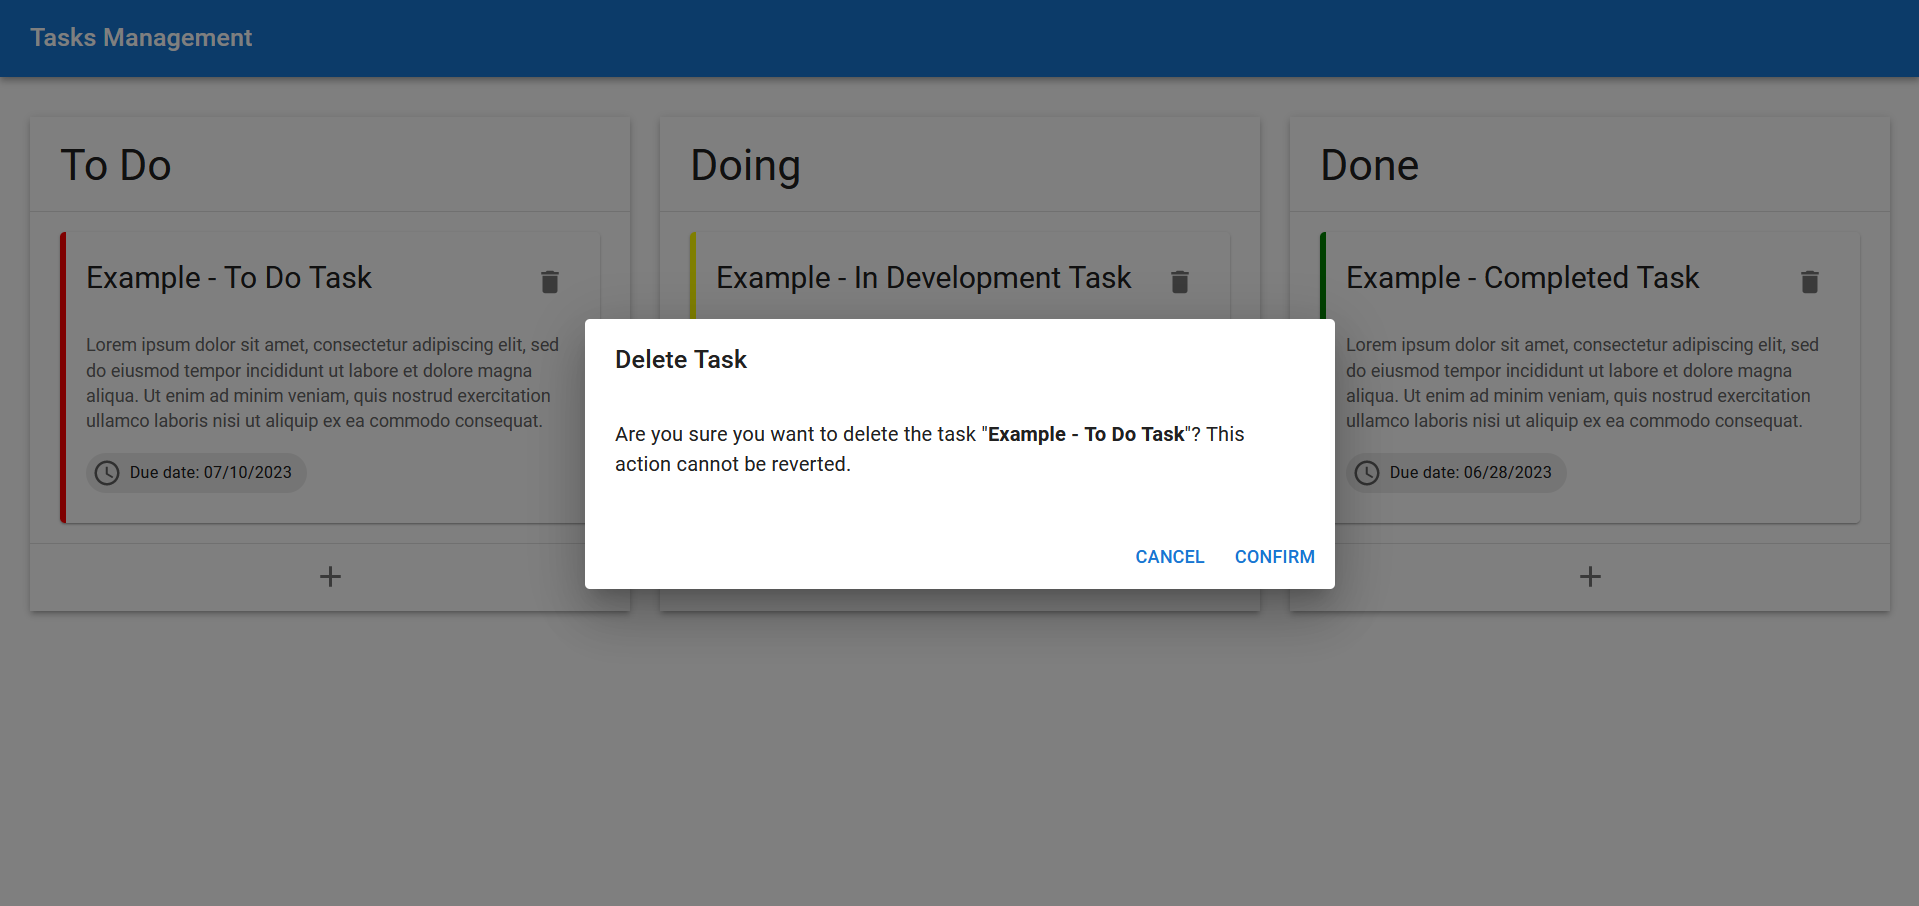 Tasks Management
To Do
Example - To Do Task
Lorem ipsum dolor sit amet, consectetur adipiscing elit, sed
do eiusmod tempor incididunt ut labore et dolore magna
aliqua. Ut enim ad minim veniam, quis nostrud exercitation
ullamco laboris nisi ut aliquip ex ea commodo consequat.
Due date: 07/10/2023
Doing
Example - In Development Task
Done
Example - Completed Task
Lorem ipsum dolor sit amet, consectetur adipiscing elit, sed
do eiusmod tempor incididunt ut labore et dolore magna
aliqua. Ut enim ad minim veniam, quis nostrud exercitation
ullamco laboris nisi ut aliquip ex ea commodo consequat.
Due date: 06/28/2023
Delete Task
Are you sure you want to delete the task "Example - To Do Task"? This
action cannot be reverted.
CANCEL CONFIRM